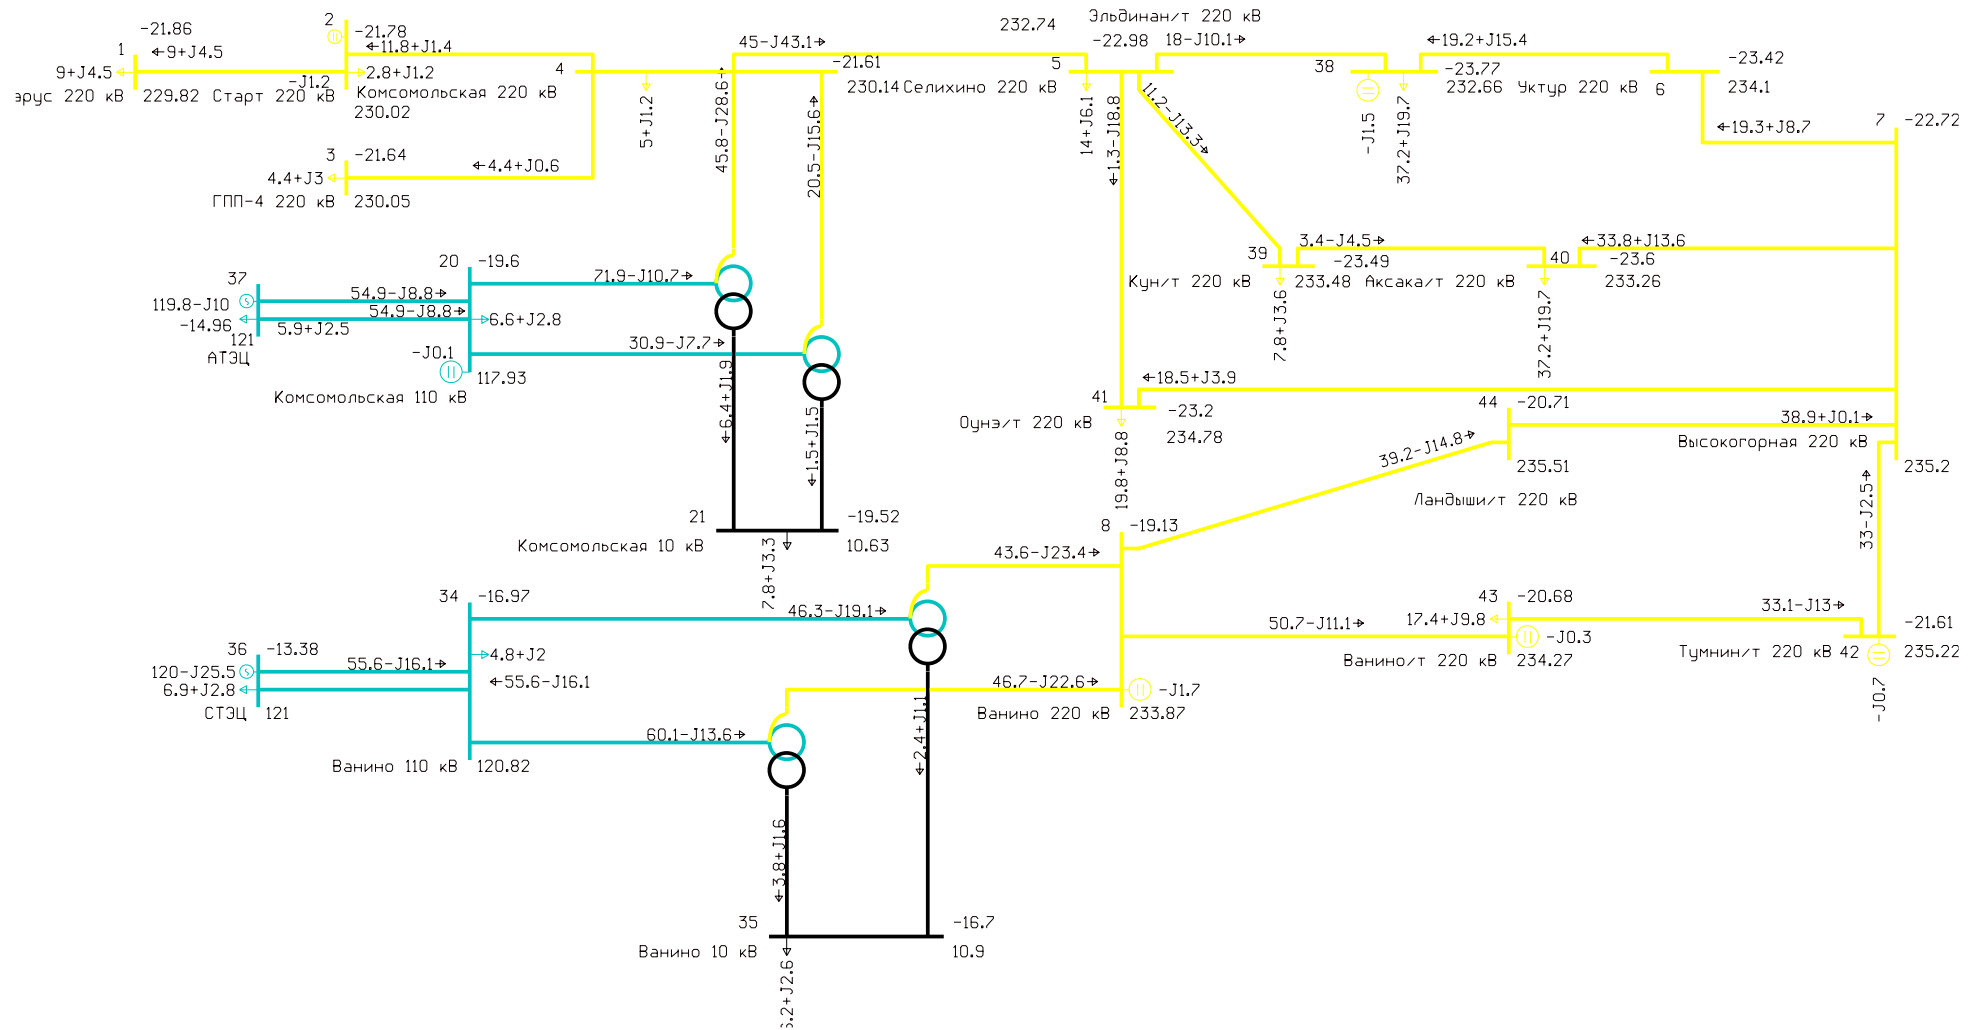 2
-21.86
-21.78
1
←9+J4.5
←11.8+J1.4
9+J4.5
-J1.2
2.8+J1.2
220 кВ
229.82
Старт 220 кВ
230.02
Комсомольская 220 кВ
4
5+J1.2
3
-21.64
4.4+J3
←4.4+J0.6
ГПП-4 220 кВ
230.05
45-J43.1→
-21.61
230.14
45.8-J28.6→
20.5-J15.6→
232.74
Эльдинан/т 220 кВ
-22.98
18-J10.1→
5
Селихино 220 кВ
14+J6.1
←1.3-J18.8
11.2-J13.3→
38
←19.2+J15.4
-23.77
232.66
-J1.5
37.2+J19.7
Уктур 220 кВ
6
-23.42
234.1
←19.3+J8.7
7
-22.72
39
3.4-J4.5→
-23.49
Кун/т 220 кВ
233.48
7.8+J3.6
Аксака/т 220 кВ
40
←33.8+J13.6
-23.6
233.26
37.2+J19.7
20
-19.6
71.9-J10.7→
37
119.8-J10
-14.96
121
АТЭЦ
54.9-J8.8→
54.9-J8.8→
5.9+J2.5
6.6+J2.8
-J0.1
117.93
30.9-J7.7→
Комсомольская 110 кВ
←6.4+J1.9
←1.5+J1.5
41
←18.5+J3.9
-23.2
234.78
Оунэ/т 220 кВ
19.8+J8.8
44
-20.71
38.9+J0.1→
Высокогорная 220 кВ
235.2
39.2-J14.8→
235.51
Ландыши/т 220 кВ
33-J2.5→
21
-19.52
Комсомольская 10 кВ
10.63
7.8+J3.3
8
-19.13
43.6-J23.4→
34
-16.97
46.3-J19.1→
43
-20.68
33.1-J13→
-21.61
17.4+J9.8
50.7-J11.1→
-J0.3
Ванино/т 220 кВ
234.27
Тумнин/т 220 кВ
42
235.22
-J0.7
36
-13.38
4.8+J2
120-J25.5
55.6-J16.1→
6.9+J2.8
←55.6-J16.1
СТЭЦ
121
46.7-J22.6→
-J1.7
Ванино 220 кВ
233.87
←2.4+J1.1
60.1-J13.6→
Ванино 110 кВ
120.82
←3.8+J1.6
35
-16.7
Ванино 10 кВ
10.9
.2+J2.6